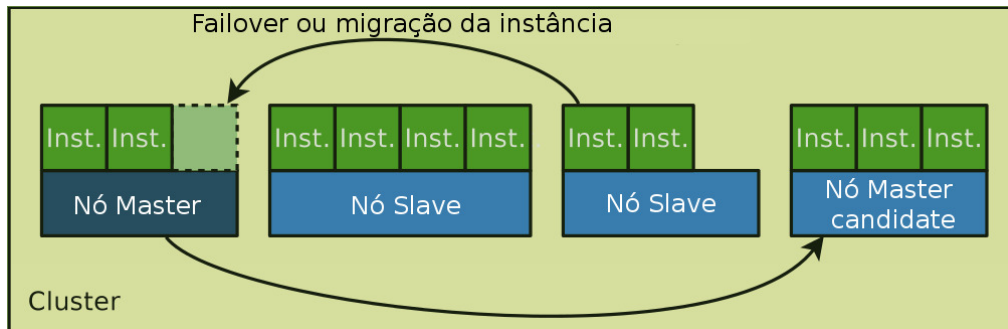 Failover ou migração da instância
Inst. Inst.
Inst. Inst. Inst. Inst.
Inst. Inst.
Inst. Inst. Inst.
Nó Master
Nó Slave
Nó Slave
Nó Master
candidate
Cluster